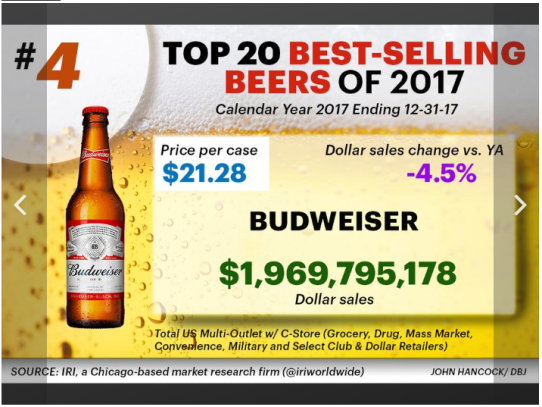 #4
TOP 20 BEST-SELLING
BEERS OF 2017
Calendar Year 2017 Ending 12-31-17
Price per case
$21.28
Dollar sales change vs. YA
-4.5%
Budweiser
Budweiser
BUDWEISER
$1,969,795,178
Dollar sales
Total US Multi-Outlet w/ C-Store (Grocery, Drug, Mass Market,
Convenience, Military and Select Club & Dollar Retailers)
SOURCE: IRI, a Chicago-based market research firm (@iriworldwide)
JOHN HANCOCK/ DBJ